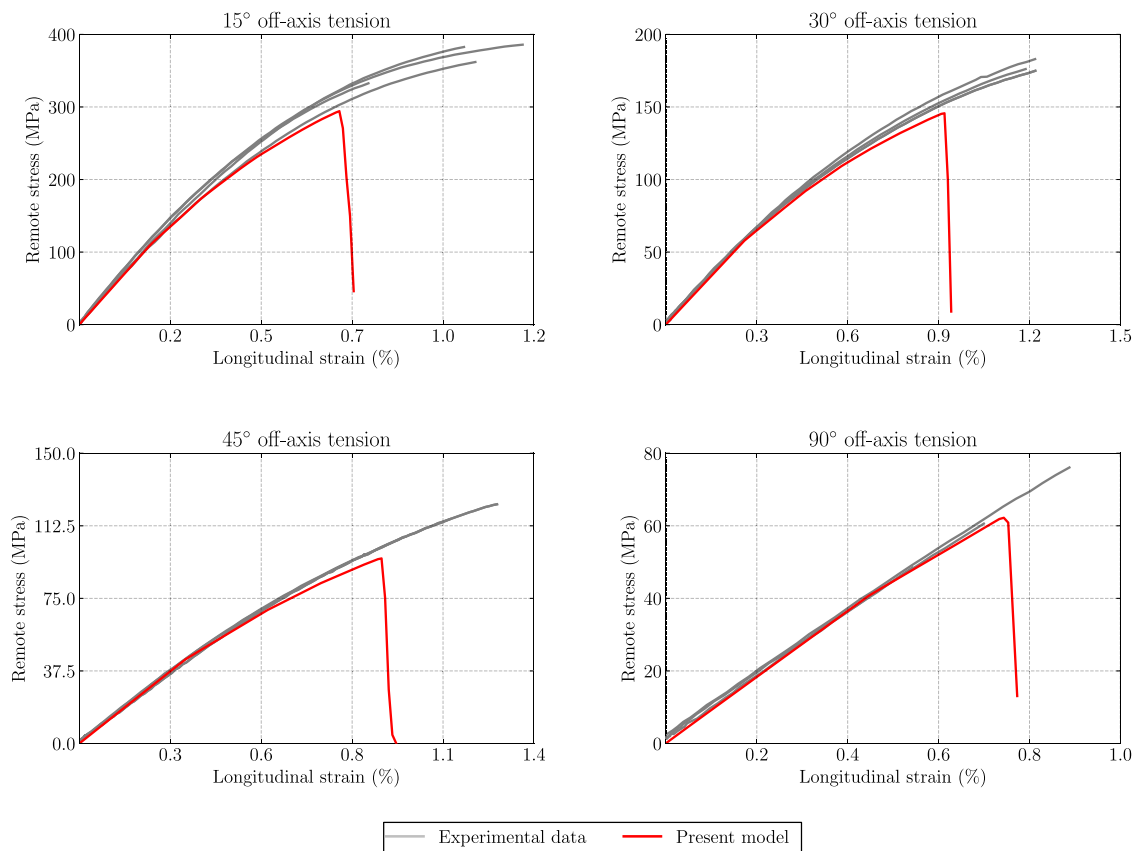 15° off-axis tension
400
300
200
100
0
Remote stress (MPa)
0.2 0.5 0.7 1.0 1.2
Longitudinal strain (%)
30° off-axis tension
200
150
100
50
0
Remote stress (MPa)
0.3 0.6 0.9 1.2 1.5
Longitudinal strain (%)
45° off-axis tension
150.0
112.5
75.0
37.5
0.0
Remote stress (MPa)
0.3 0.6 0.8 1.1 1.4
Longitudinal strain (%)
90° off-axis tension
80
60
40
20
0
Remote stress (MPa)
0.2 0.4 0.6 0.8 1.0
Longitudinal strain (%)
Experimental data Present model